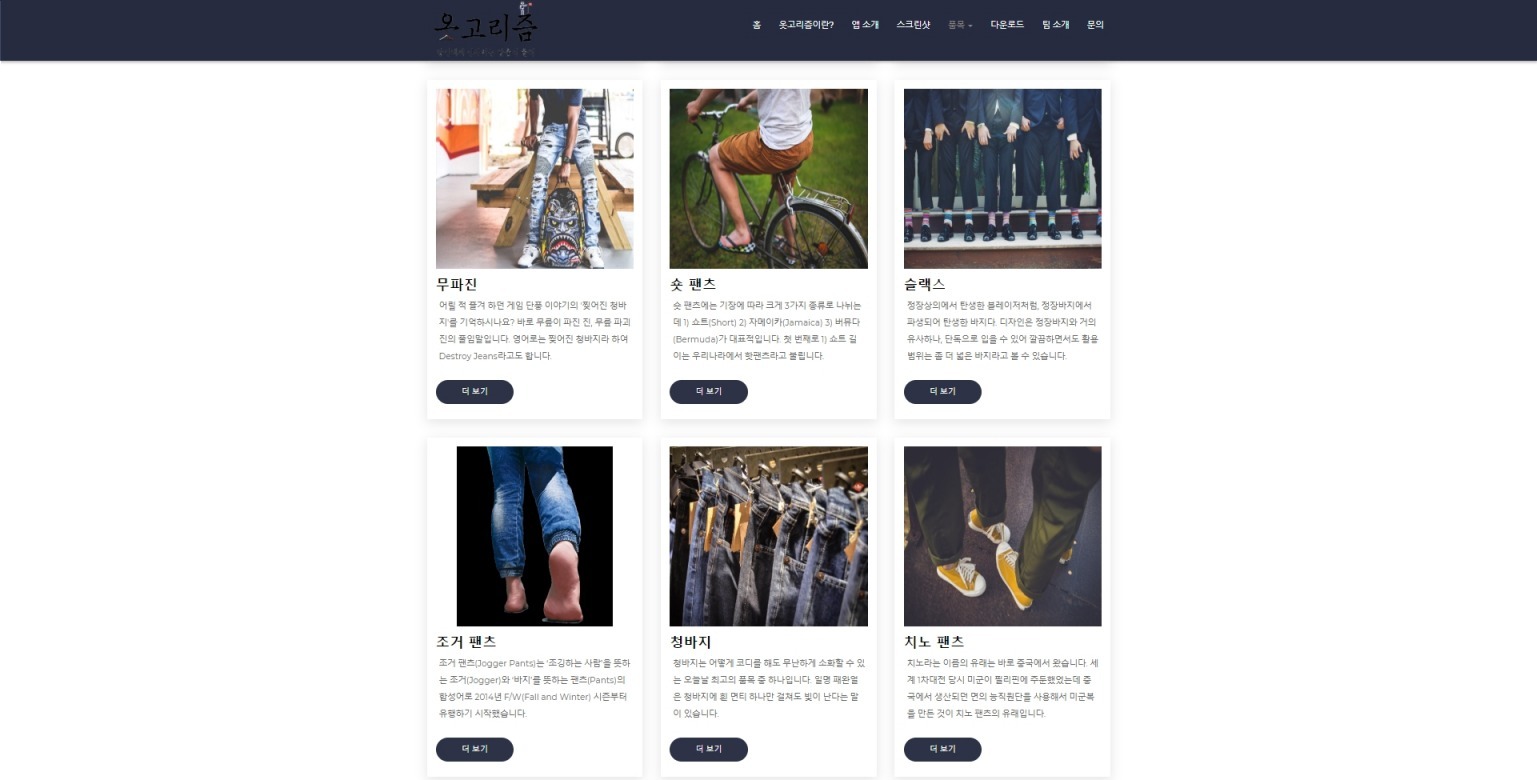 옷고리즘
홈 옷고리즘이란? 앱 소개 스크린샷 품목 다운로드 팀 소개 문의
무파진
어릴 적 즐겨 하던 게임 단풍 이야기의 '찢어진 청바
지'를 기억하시나요? 바로 무릎이 파진 진, 무릎 파괴
진의 줄임말입니다. 영어로는 찢어진 청바지라 하여
Destroy Jeans라고도 합니다.
더 보기
숏 팬츠
숏 팬츠에는 기장에 따라 크게 3가지 종류로 나뉘는
데 1) 쇼트(Short) 2) 자메이카(Jamaica) 3) 버뮤다
(Bermuda)가 대표적입니다. 첫 번째로 1) 쇼트 길
이는 우리나라에서 핫팬츠라고 불립니다.
더 보기
슬랙스
정장상의에서 탄생한 블레이저처럼, 정장바지에서
파생되어 탄생한 바지다. 디자인은 정장바지와 거의
유사하나, 단독으로 입을 수 있어 깔끔하면서도 활용
범위는 좀 더 넓은 바지라고 볼 수 있습니다.
더 보기
조거 팬츠
조거 팬츠(Jogger Pants)는 '조깅하는 사람'을 뜻하
는 조거(Jogger)와 '바지'를 뜻하는 팬츠(Pants)의
합성어로 2014년 F/W(Fall and Winter) 시즌부터
유행하기 시작했습니다.
더 보기
청바지
청바지는 어떻게 코디를 해도 무난하게 소화할 수 있
는 오늘날 최고의 품목 중 하나입니다. 일명 패완얼
은 청바지에 흰 면티 하나만 걸쳐도 빛이 난다는 말
이 있습니다.
더 보기
치노 팬츠
치노라는 이름의 유래는 바로 중국에서 왔습니다. 세
계 1차대전 당시 미군이 필리핀에 주둔했었는데 중
국에서 생산되던 면의 능직원단을 사용해서 미군복
을 만든 것이 치노 팬츠의 유래입니다.
더 보기